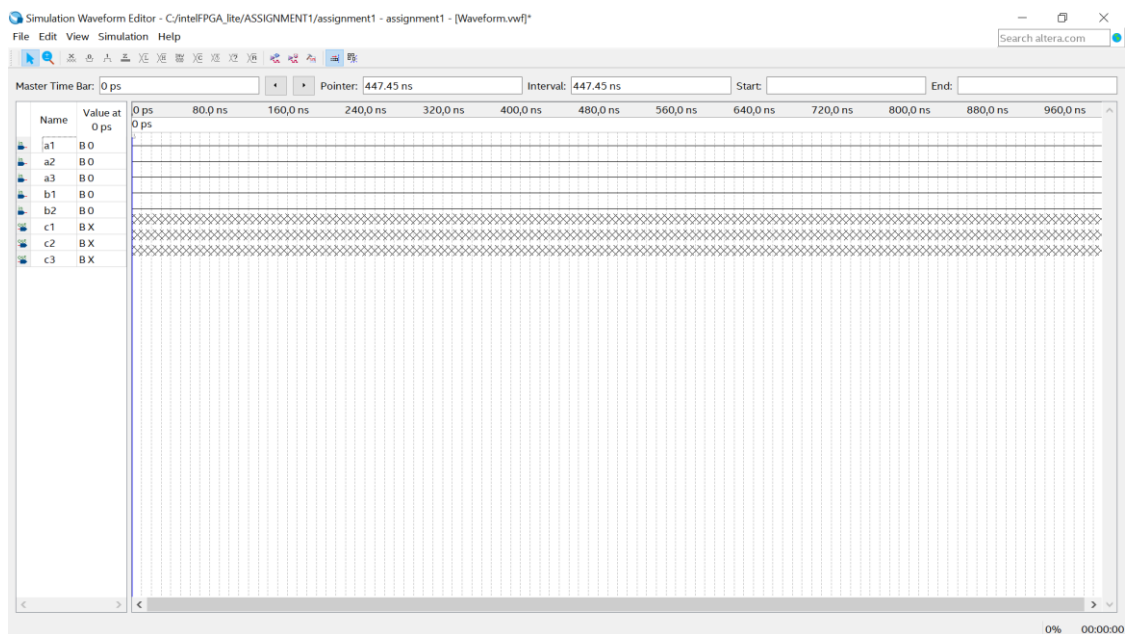 Simulation Waveform Editor - C:/intelFPGA_lite/ASSIGNMENT1/assignment1 - assignment1 - [Waveform.vwf]*
File Edit View Simulation Help
Search altera.com
Master Time Bar: 0 ps Pointer: 447.45 ns Interval: 447.45 ns Start: End:
Name Value at 0 ps
0 ps 80.0 ns 160.0 ns 240.0 ns 320.0 ns 400.0 ns 480.0 ns 560.0 ns 640.0 ns 720.0 ns 800.0 ns 880.0 ns 960.0 ns
0 ps
a1 B 0
a2 B 0
a3 B 0
b1 B 0
b2 B 0
c1 B X
c2 B X
c3 B X
0% 00:00:00